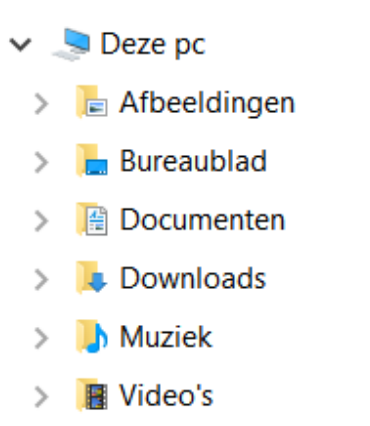 Deze pc
Afbeeldingen
Bureaublad
Documenten
Downloads
Muziek
Video's